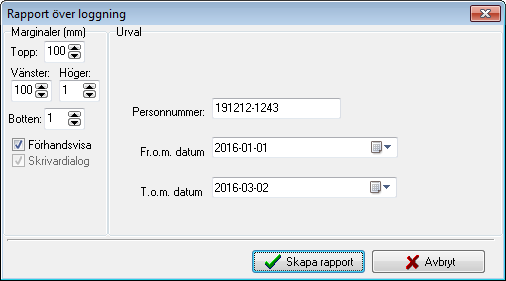 Rapport över loggning
Marginaler (mm)
Topp: 100
Vänster: Höger:
100 1
Botten: 1
Förhandsvisa
Skrivardialog
Urval
Personnummer: 191212-1243
Fr.o.m. datum 2016-01-01
T.o.m. datum 2016-03-02
Skapa rapport Avbryt